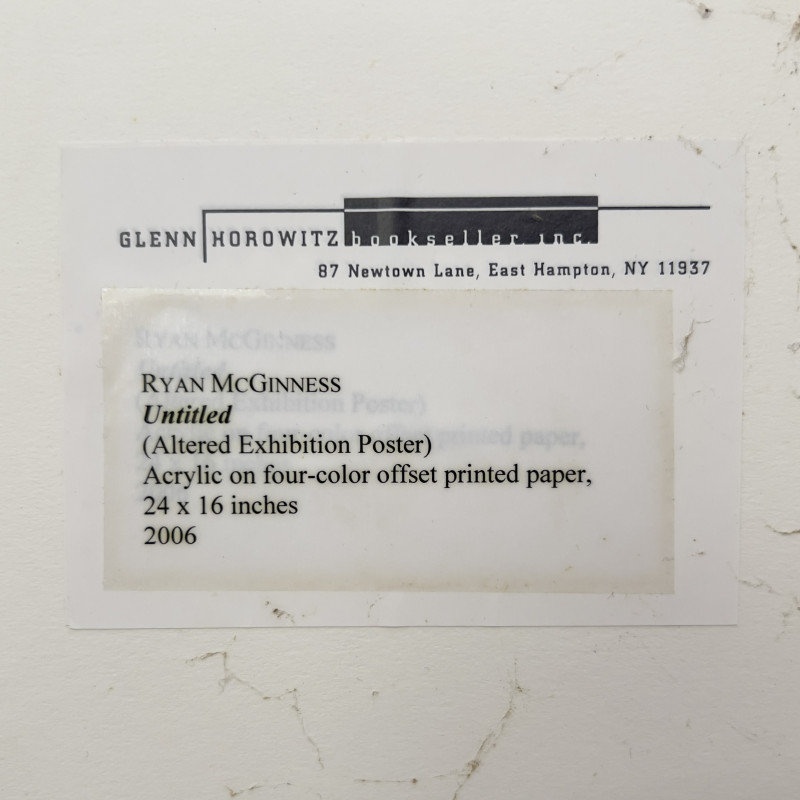 GLENN HOROWITZ bookseller inc.
87 Newtown Lane, East Hampton, NY 11937
RYAN MCGINNESS
Untitled
(Altered Exhibition Poster)
Acrylic on four-color offset printed paper,
24 x 16 inches
2006